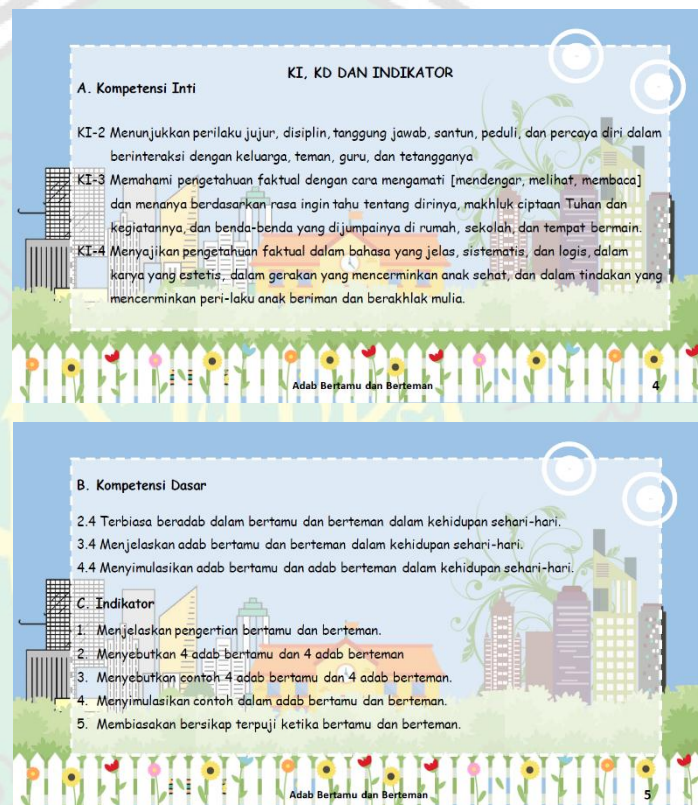 KI, KD DAN INDIKATOR
A. Kompetensi Inti
KI-2 Menunjukkan perilaku jujur, disiplin, tanggung jawab, santun, peduli, dan percaya diri dalam
berinteraksi dengan keluarga, teman, guru, dan tetangganya
KI-3 Memahami pengetahuan faktual dengan cara mengamati [mendengar, melihat, membaca]
dan menanya berdasarkan rasa ingin tahu tentang dirinya, makhluk ciptaan Tuhan dan
kegiatannya, dan benda-benda yang dijumpainya di rumah, sekolah, dan tempat bermain.
KI-4 Menyajikan pengetahuan faktual dalam bahasa yang jelas, sistematis, dan logis, dalam
karya yang estetis, dalam gerakan yang mencerminkan anak sehat, dan dalam tindakan yang
mencerminkan peri-laku anak beriman dan berakhlak mulia.
Adab Bertamu dan Berteman 4
B. Kompetensi Dasar
2.4 Terbiasa beradab dalam bertamu dan berteman dalam kehidupan sehari-hari.
3.4 Menjelaskan adab bertamu dan berteman dalam kehidupan sehari-hari.
4.4 Menyimulasikan adab bertamu dan adab berteman dalam kehidupan sehari-hari.
C. Indikator
1. Menjelaskan pengertian bertamu dan berteman.
2. Menyebutkan 4 adab bertamu dan 4 adab berteman
3. Menyebutkan contoh 4 adab bertamu dan 4 adab berteman.
4. Menyimulasikan contoh dalam adab bertamu dan berteman.
5. Membiasakan bersikap terpuji ketika bertamu dan berteman.
Adab Bertamu dan Berteman 5